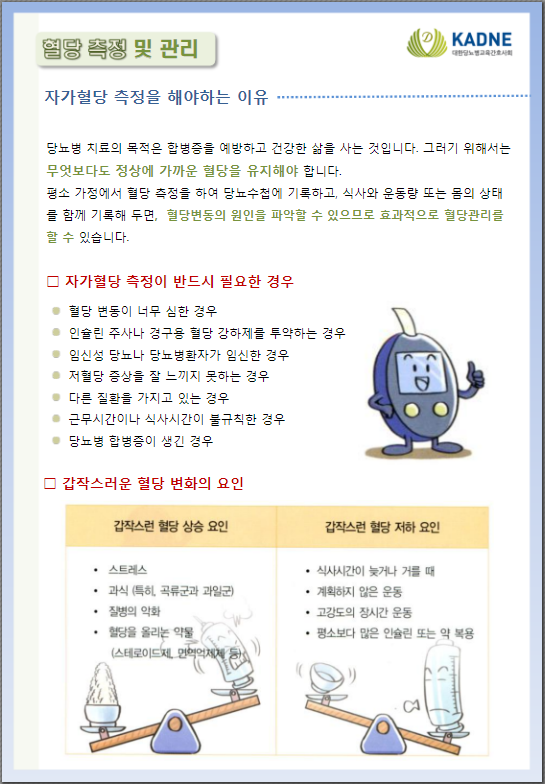 혈당 측정 및 관리
KADNE
대한당뇨병교육간호사회
자가혈당 측정을 해야하는 이유
당뇨병 치료의 목적은 합병증을 예방하고 건강한 삶을 사는 것입니다. 그러기 위해서는
무엇보다도 정상에 가까운 혈당을 유지해야 합니다.
평소 가정에서 혈당 측정을 하여 당뇨수첩에 기록하고, 식사와 운동량 또는 몸의 상태
를 함께 기록해 두면, 혈당변동의 원인을 파악할 수 있으므로 효과적으로 혈당관리를
할 수 있습니다.
□ 자가혈당 측정이 반드시 필요한 경우
혈당 변동이 너무 심한 경우
인슐린 주사나 경구용 혈당 강하제를 투약하는 경우
임신성 당뇨나 당뇨병환자가 임신한 경우
저혈당 증상을 잘 느끼지 못하는 경우
다른 질환을 가지고 있는 경우
근무시간이나 식사시간이 불규칙한 경우
당뇨병 합병증이 생긴 경우
□ 갑작스러운 혈당 변화의 요인
갑작스런 혈당 상승 요인
• 스트레스
• 과식 (특히, 곡류군과 과일군)
• 질병의 악화
• 혈당을 올리는 약물
(스테로이드제, 면역억제제 등)
갑작스런 혈당 저하 요인
• 식사시간이 늦거나 거를 때
• 계획하지 않은 운동
• 고강도의 장시간 운동
• 평소보다 많은 인슐린 또는 약 복용